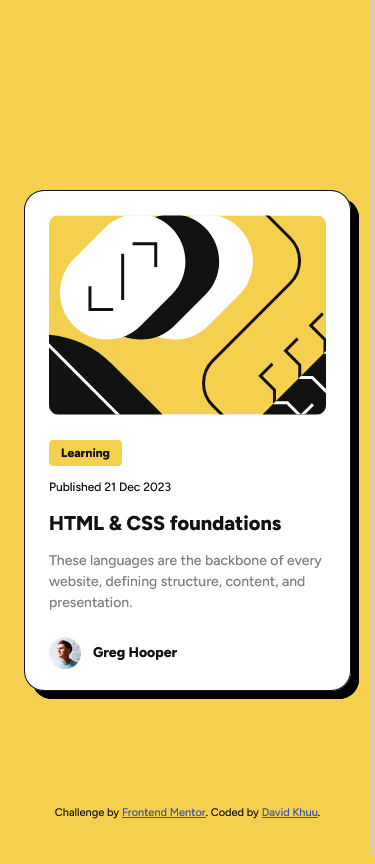 Learning
Published 21 Dec 2023
HTML & CSS foundations
These languages are the backbone of every
website, defining structure, content, and
presentation.
Greg Hooper
Challenge by Frontend Mentor. Coded by David Khuu.